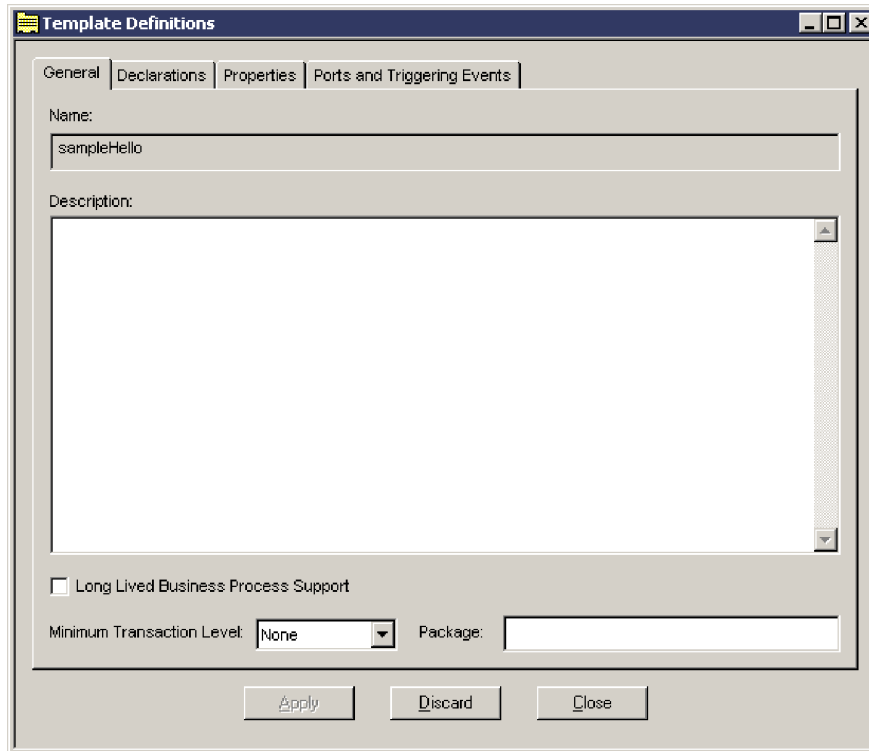 Template Definitions
General Declarations Properties Ports and Triggering Events
Name:
sampleHello
Description:
Long Lived Business Process Support
Minimum Transaction Level: None Package:
Apply Discard Close